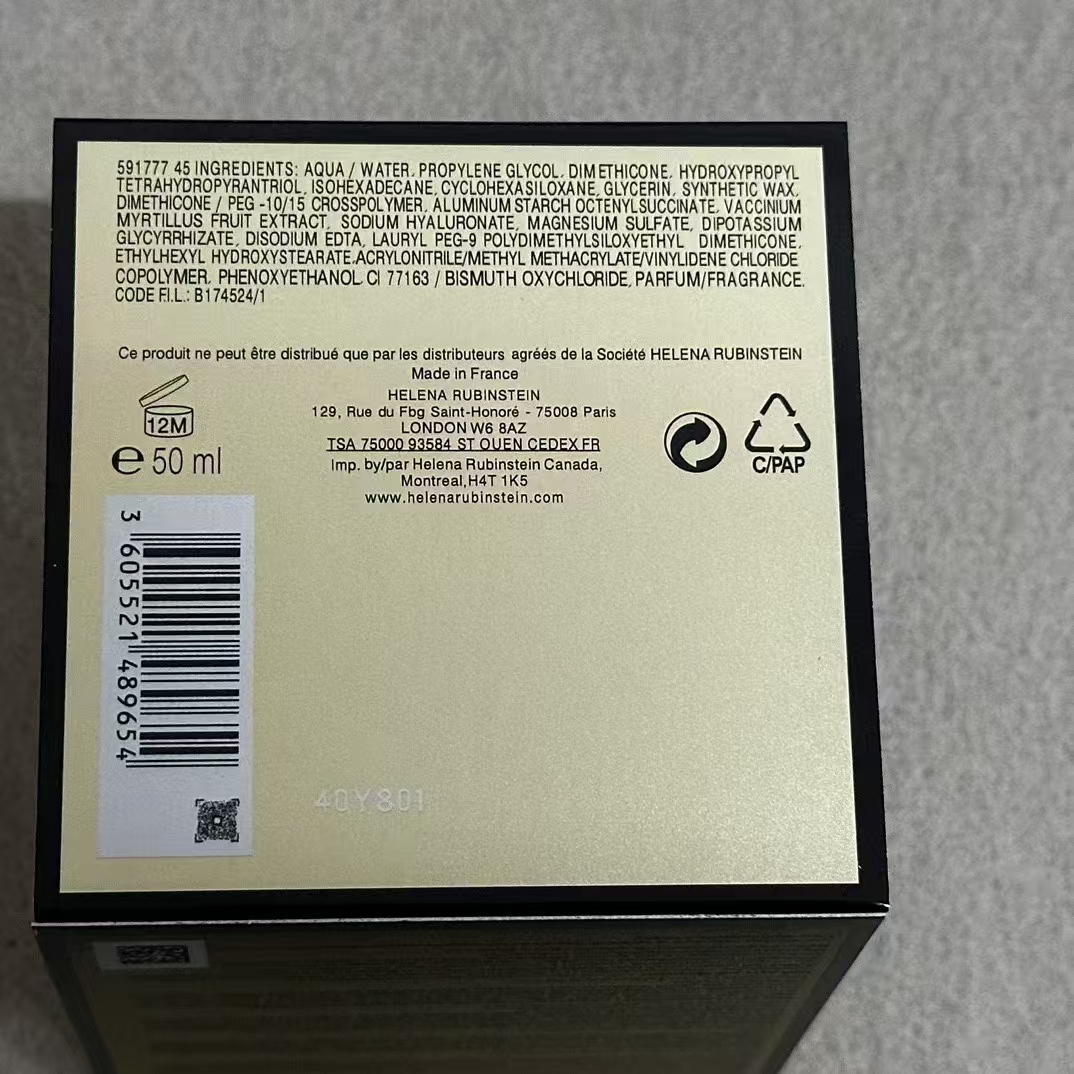 591777 45 INGREDIENTS: AQUA / WATER. PROPYLENE GLYCOL. DIMETHICONE. HYDROXYPROPYL
TETRAHYDROPYRANTRIOL, ISOHEXADECANE, CYCLOHEXASILOXANE, GLYCERIN, SYNTHETIC WAX,
DIMETHICONE / PEG -10/15 CROSSPOLYMER, ALUMINUM STARCH OCTENYLSUCCINATE, VACCINIUM
MYRTILLUS FRUIT EXTRACT, SODIUM HYALURONATE, MAGNESIUM SULFATE, DIPOTASSIUM
GLYCYRRHIZATE, DISODIUM EDTA, LAURYL PEG-9 POLYDIMETHYLSILOXYETHYL DIMETHICONE.
ETHYLHEXYL HYDROXYSTEARATE.ACRYLONITRILE/METHYL METHACRYLATE/VINYLIDENE CHLORIDE
COPOLYMER. PHENOXYETHANOL. CI 77163 / BISMUTH OXYCHLORIDE, PARFUM/FRAGRANCE.
CODE F.I.L.: B174524/1
Ce produit ne peut être distribué que par les distributeurs agréés de la Société HELENA RUBINSTEIN
Made in France
HELENA RUBINSTEIN
129, Rue du Fbg Saint-Honoré - 75008 Paris
LONDON W6 8AZ
TSA 75000 93584 ST OUEN CEDEX FR
Imp. by/par Helena Rubinstein Canada,
Montreal,H4T 1K5
www.helenarubinstein.com
12M
e 50 ml
C/PAP
3 605521 489654
40Y801